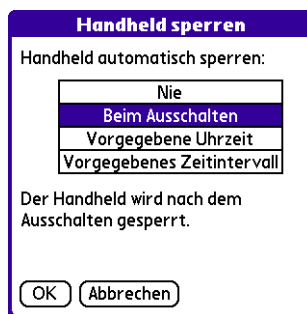 Handheld sperren
Handheld automatisch sperren:
Nie
Beim Ausschalten
Vorgegebene Uhrzeit
Vorgegebenes Zeitintervall
Der Handheld wird nach dem
Ausschalten gesperrt.
OK Abbrechen